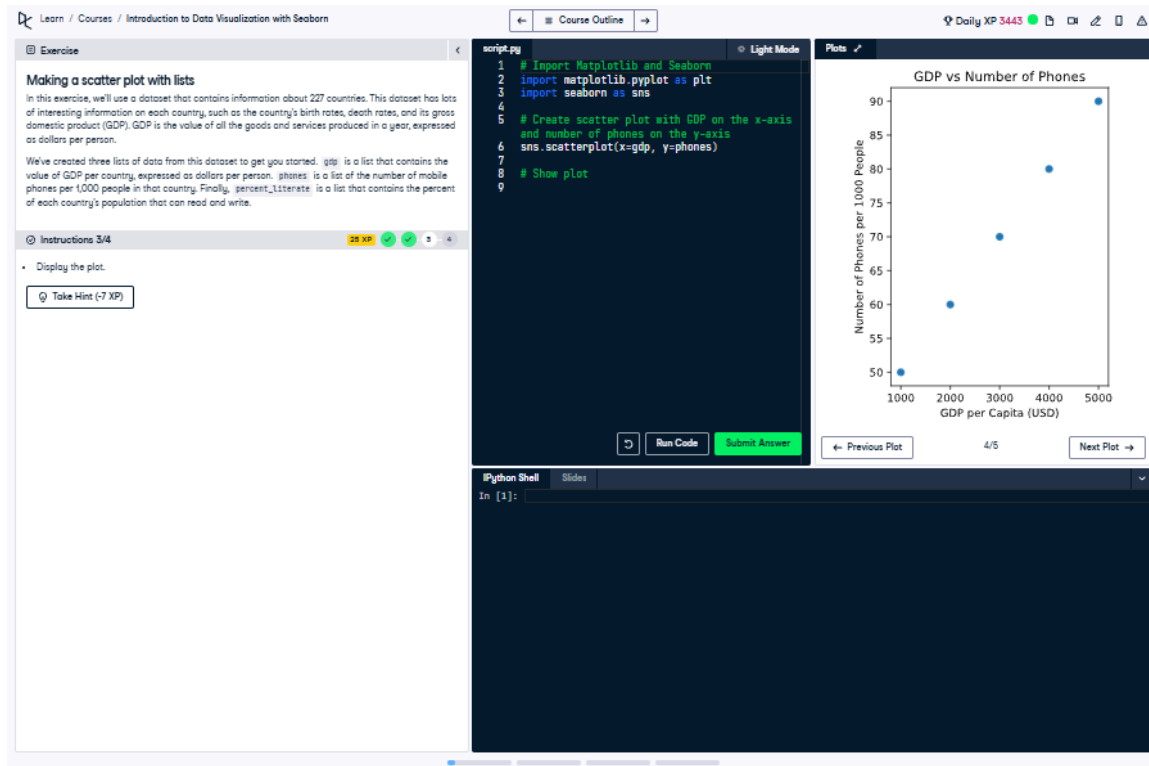 Learn / Courses / Introduction to Data Visualization with Seaborn
← Course Outline →
Daily XP 3443
Exercise
Making a scatter plot with lists
In this exercise, we'll use a dataset that contains information about 227 countries. This dataset has lots
of interesting information on each country, such as the country's birth rates, death rates, and its gross
domestic product (GDP). GDP is the value of all the goods and services produced in a year, expressed
as dollars per person.
We've created three lists of data from this dataset to get you started. gdp is a list that contains the
value of GDP per country, expressed as dollars per person. phones is a list of the number of mobile
phones per 1,000 people in that country. Finally, percent_literate is a list that contains the percent
of each country's population that can read and write.
Instructions 3/4
25 XP
3
4
• Display the plot.
Take Hint (-7 XP)
script.py
Light Mode
1 # Import Matplotlib and Seaborn
2 import matplotlib.pyplot as plt
3 import seaborn as sns
4
5 # Create scatter plot with GDP on the x-axis
and number of phones on the y-axis
6 sns.scatterplot(x=gdp, y=phones)
7
8 # Show plot
9
Run Code
Submit Answer
Plots
GDP vs Number of Phones
Number of Phones per 1000 People
90
85
80
75
70
65
60
55
50
1000 2000 3000 4000 5000
GDP per Capita (USD)
← Previous Plot
4/5
Next Plot →
IPython Shell
Slides
In [1]: